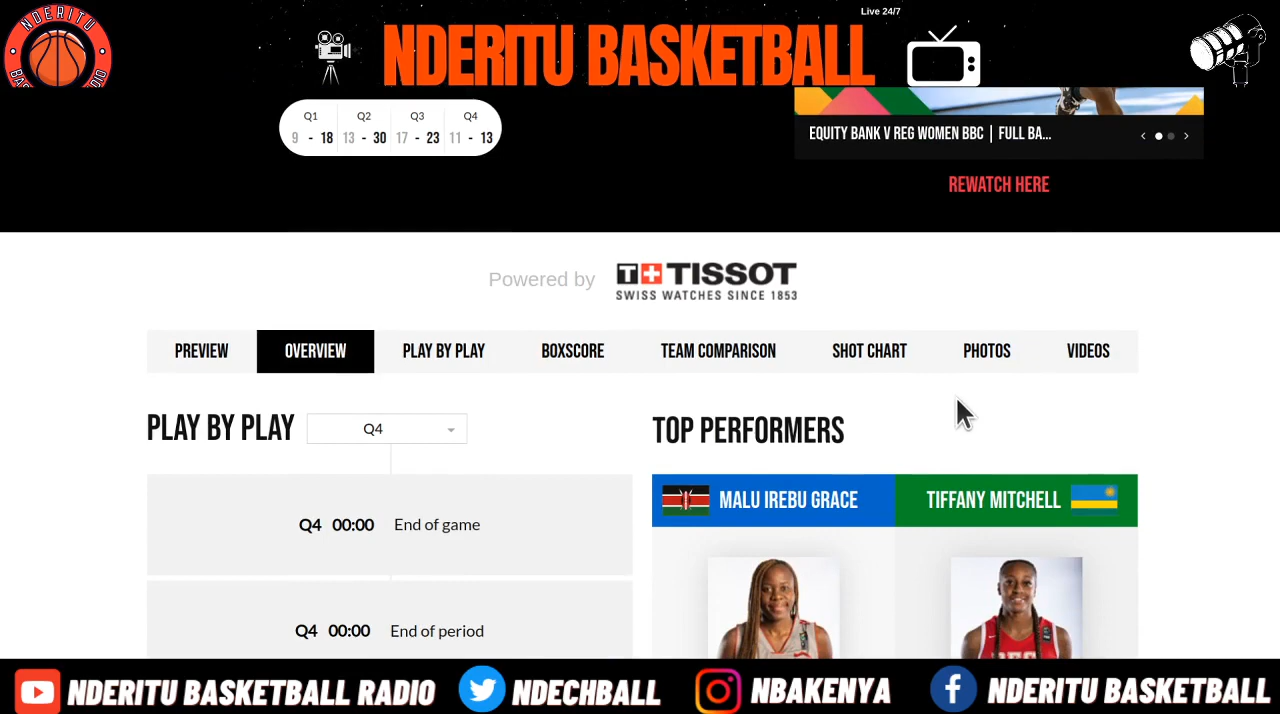 Live 24/7
NDERITU
NDERITU BASKETBALL
Q1 Q2 Q3 Q4
9 - 18 13 - 30 17 - 23 11 - 13
EQUITY BANK V REG WOMEN BBC | FULL BA...
REWATCH HERE
Powered by TISSOT
SWISS WATCHES SINCE 1853
PREVIEW OVERVIEW PLAY BY PLAY BOXSCORE TEAM COMPARISON SHOT CHART PHOTOS VIDEOS
PLAY BY PLAY Q4
TOP PERFORMERS
MALU IREBU GRACE TIFFANY MITCHELL
Q4 00:00 End of game
Q4 00:00 End of period
NDERITU BASKETBALL RADIO NDECHBALL NBAKENYA NDERITU BASKETBALL